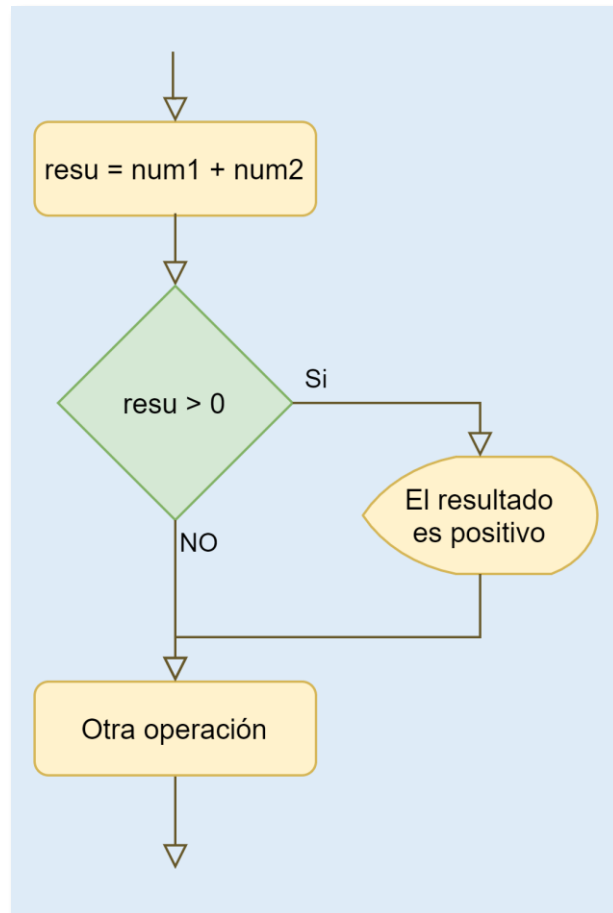 resu = num1 + num2
resu > 0
Si
El resultado
es positivo
NO
Otra operación